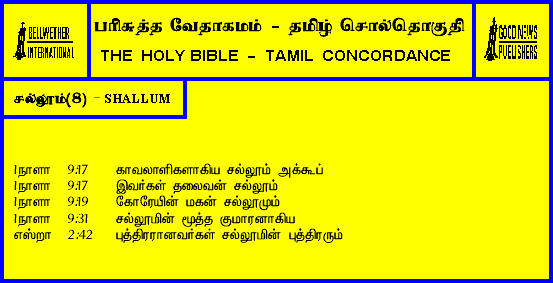 BELLWETHER
INTERNATIONAL
பரிசுத்த வேதாகமம் - தமிழ் சொல்தொகுதி
THE HOLY BIBLE - TAMIL CONCORDANCE
GOOD NEWS
PUBLISHERS
சல்லூம்(8) - SHALLUM
1நாளா 9:17 காவலாளிகளாகிய சல்லூம் அக்கூப்
1நாளா 9:17 இவர்கள் தலைவன் சல்லூம்
1நாளா 9:19 கோரேயின் மகன் சல்லூமும்
1நாளா 9:31 சல்லூமின் மூத்த குமாரனாகிய
எஸ்றா 2:42 புத்திரரானவர்கள் சல்லூமின் புத்திரரும்